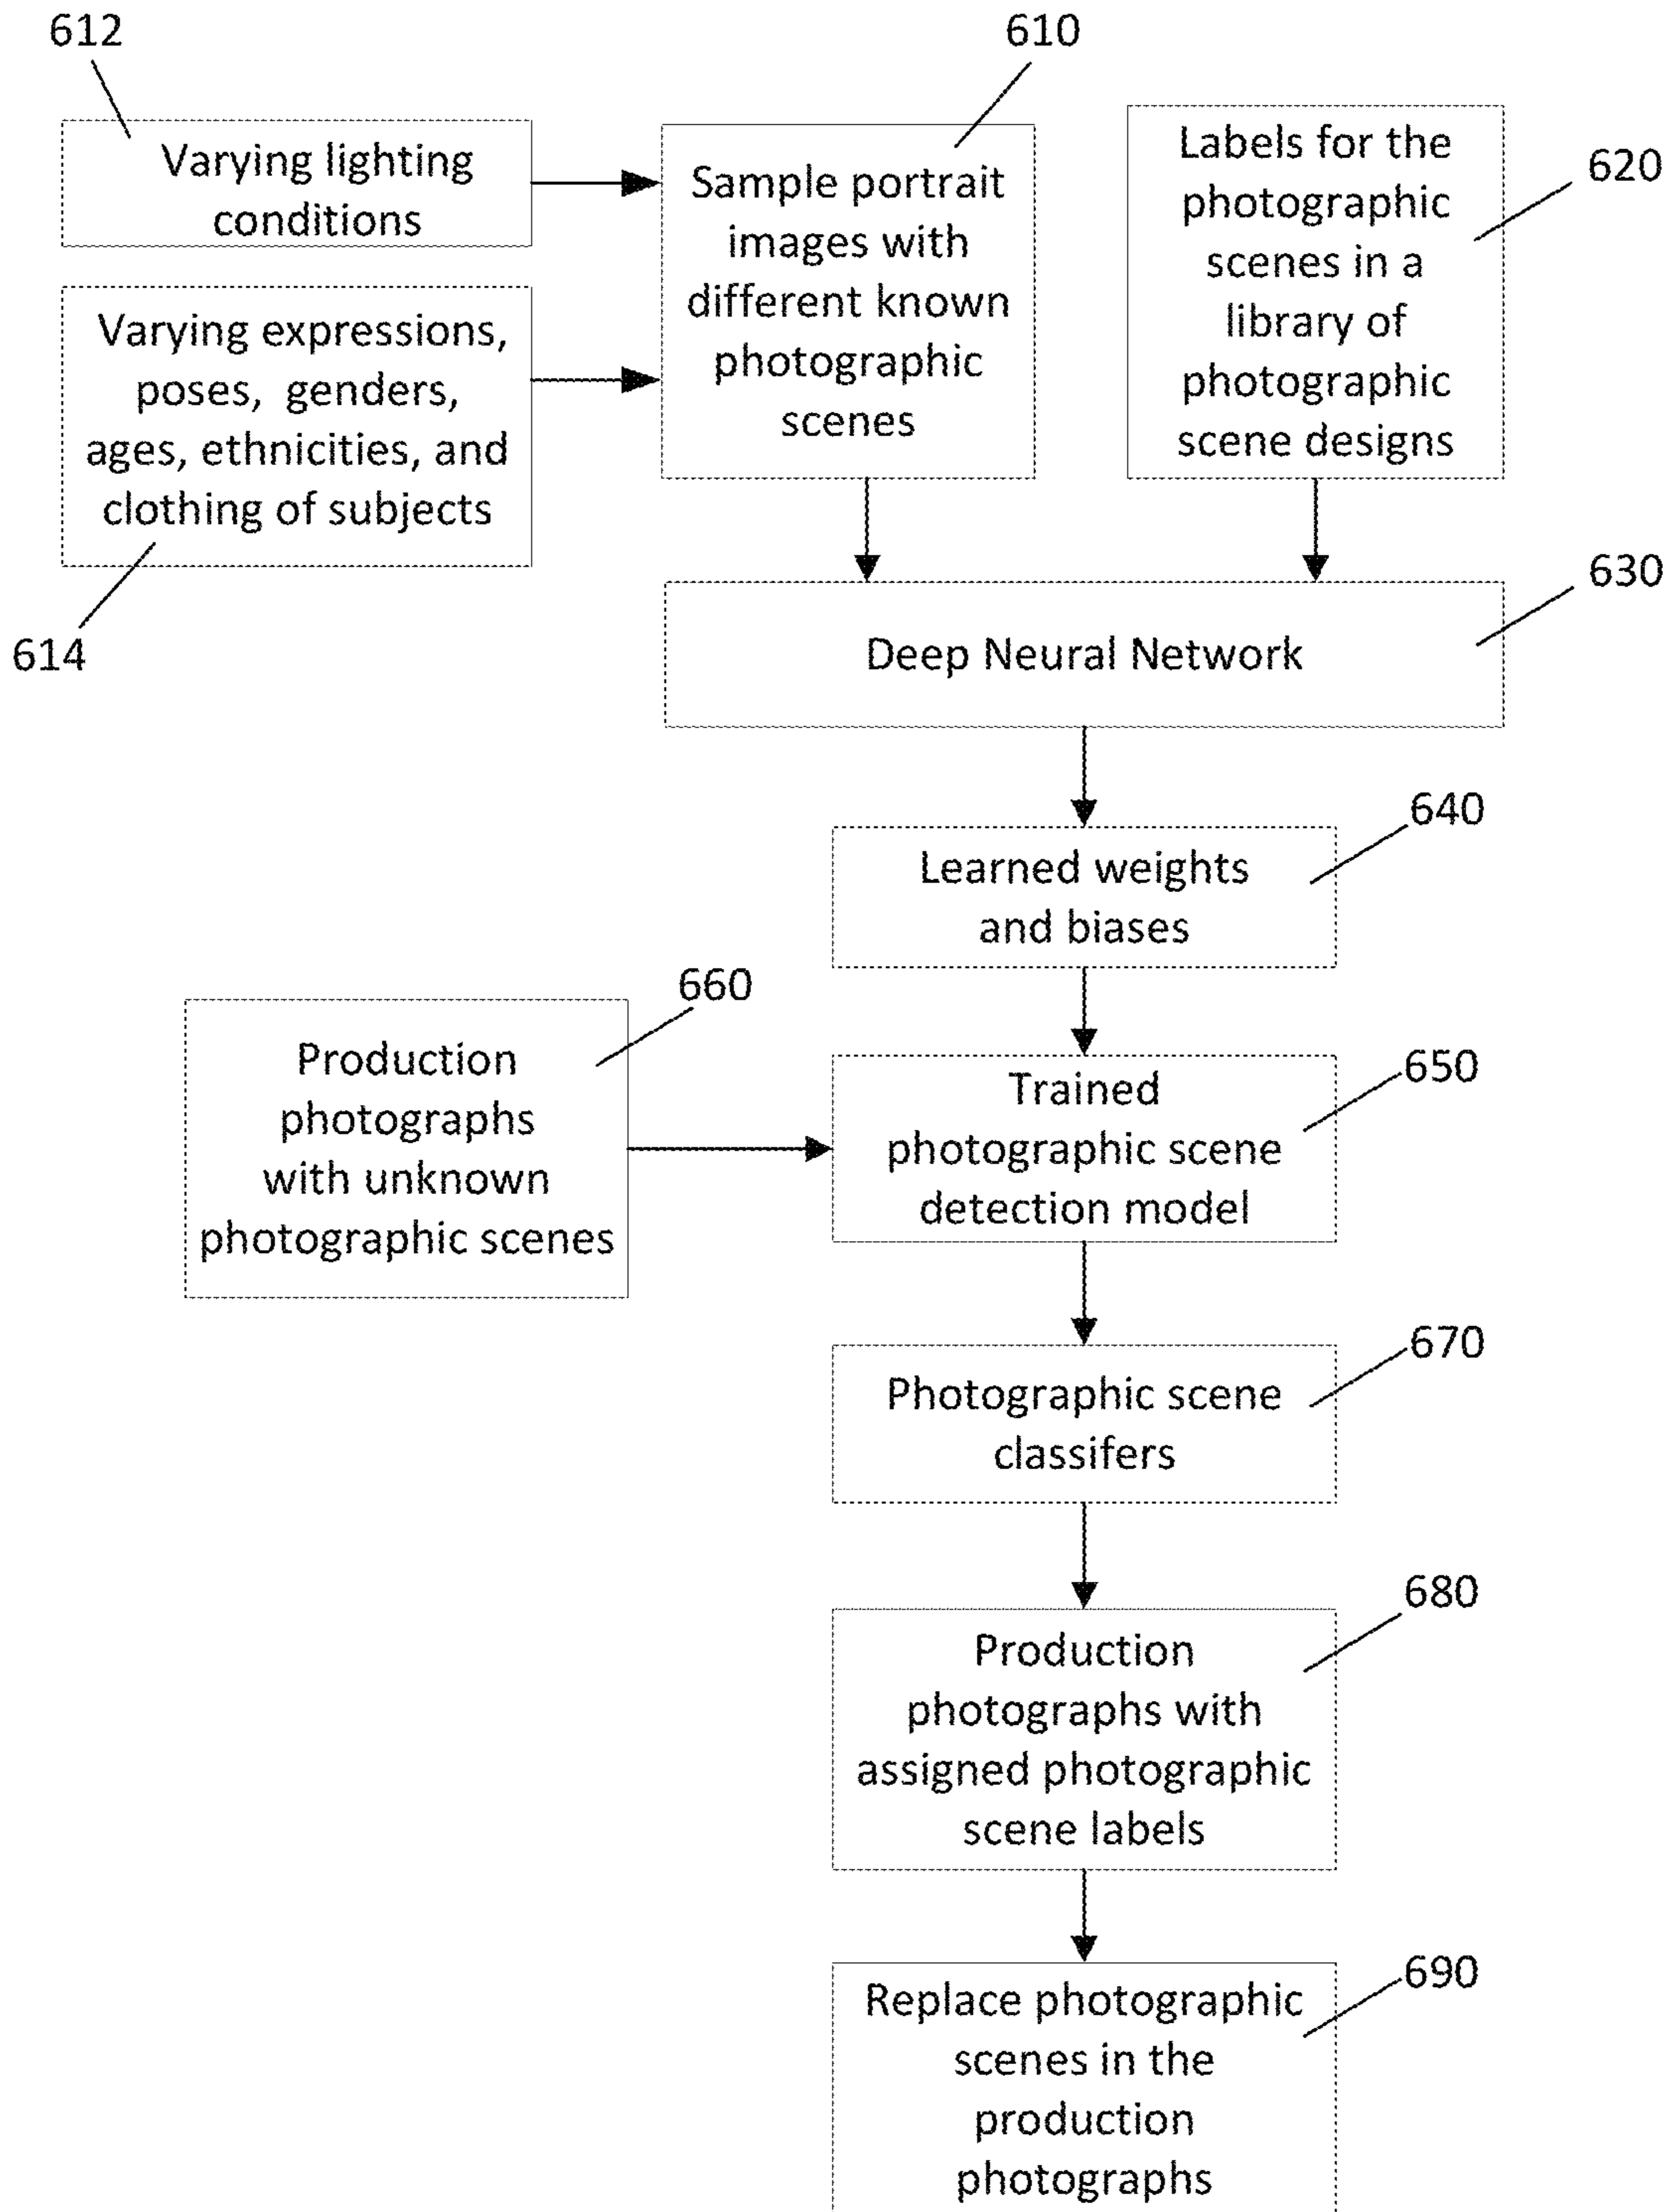 612
610
Varying lighting
conditions
Sample portrait
images with
different known
photographic
scenes
Labels for the
photographic
scenes in a
library of
photographic
scene designs
620
Varying expressions,
poses, genders,
ages, ethnicities, and
clothing of subjects
614
630
Deep Neural Network
640
Learned weights
and biases
660
Production
photographs
with unknown
photographic scenes
650
Trained
photographic scene
detection model
670
Photographic scene
classifers
680
Production
photographs with
assigned photographic
scene labels
690
Replace photographic
scenes in the
production
photographs